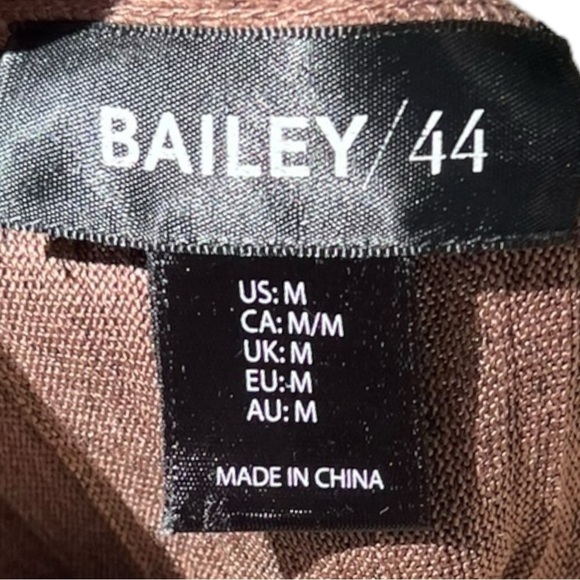 BAILEY/44
US: M
CA: M/M
UK: M
EU: M
AU: M
MADE IN CHINA